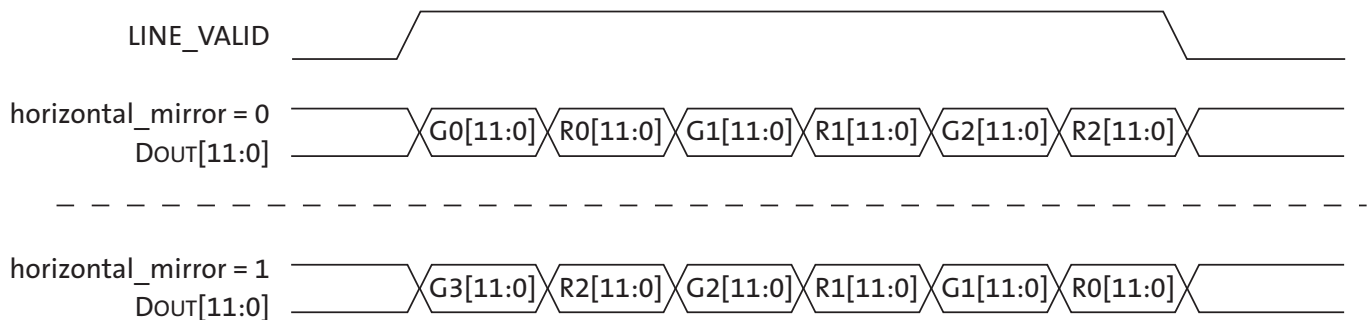 LINE_VALID
horizontal_mirror = 0
DOUT[11:0]
G0[11:0] R0[11:0] G1[11:0] R1[11:0] G2[11:0] R2[11:0]
horizontal_mirror = 1
DOUT[11:0]
G3[11:0] R2[11:0] G2[11:0] R1[11:0] G1[11:0] R0[11:0]